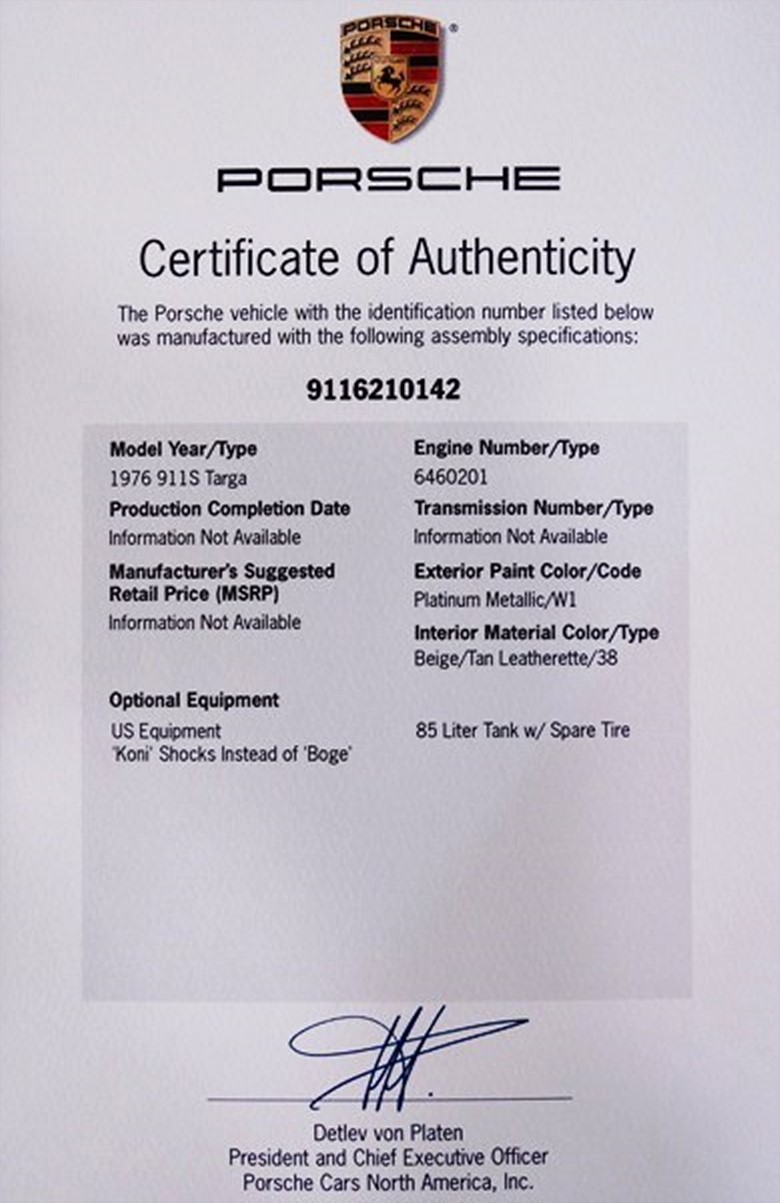 PORSCHE
®
PORSCHE
Certificate of Authenticity
The Porsche vehicle with the identification number listed below
was manufactured with the following assembly specifications:
9116210142
Model Year/Type
1976 911S Targa
Production Completion Date
Information Not Available
Manufacturer's Suggested
Retail Price (MSRP)
Information Not Available
Engine Number/Type
6460201
Transmission Number/Type
Information Not Available
Exterior Paint Color/Code
Platinum Metallic/W1
Interior Material Color/Type
Beige/Tan Leatherette/38
Optional Equipment
US Equipment
'Koni' Shocks Instead of 'Boge'
85 Liter Tank w/ Spare Tire
Detlev von Platen
President and Chief Executive Officer
Porsche Cars North America, Inc.